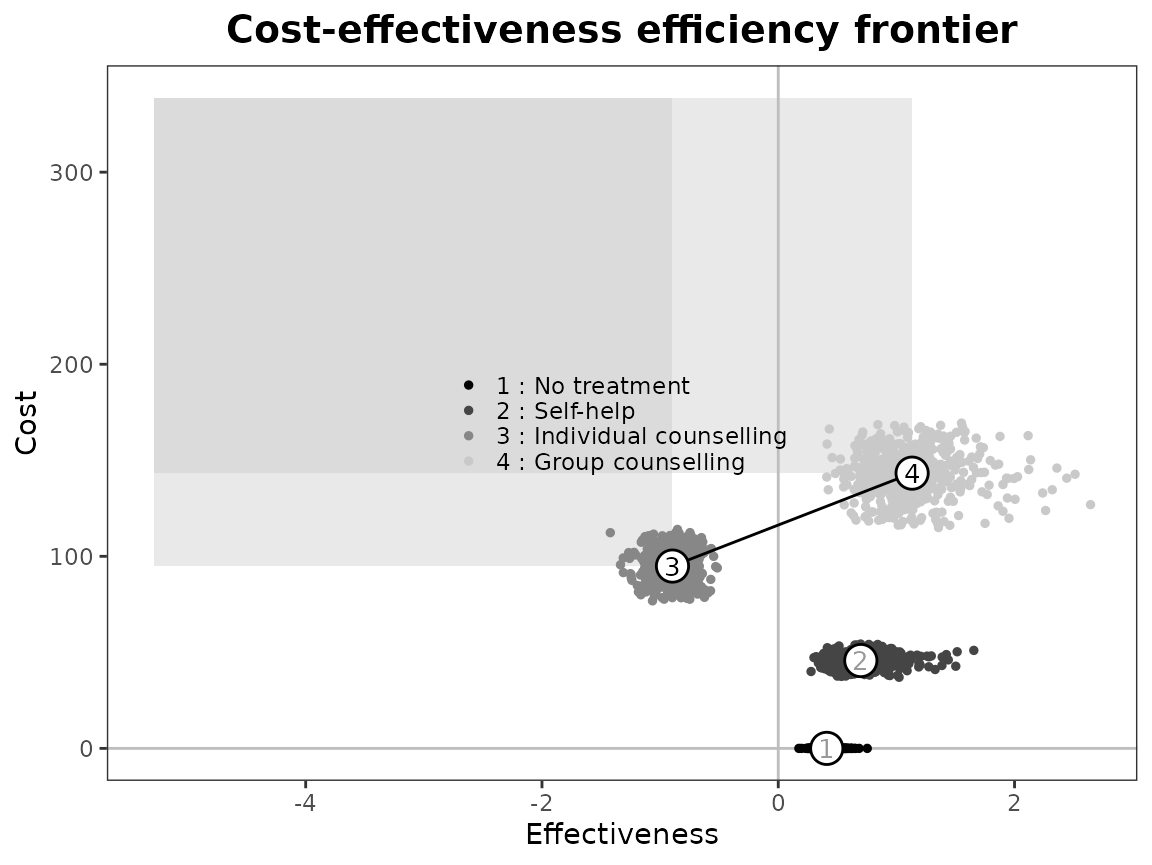 Cost-effectiveness efficiency frontier
300
200
100
0
Cost
1 : No treatment
2 : Self-help
3 : Individual counselling
4 : Group counselling
4
3
2
1
-4
-2
0
2
Effectiveness